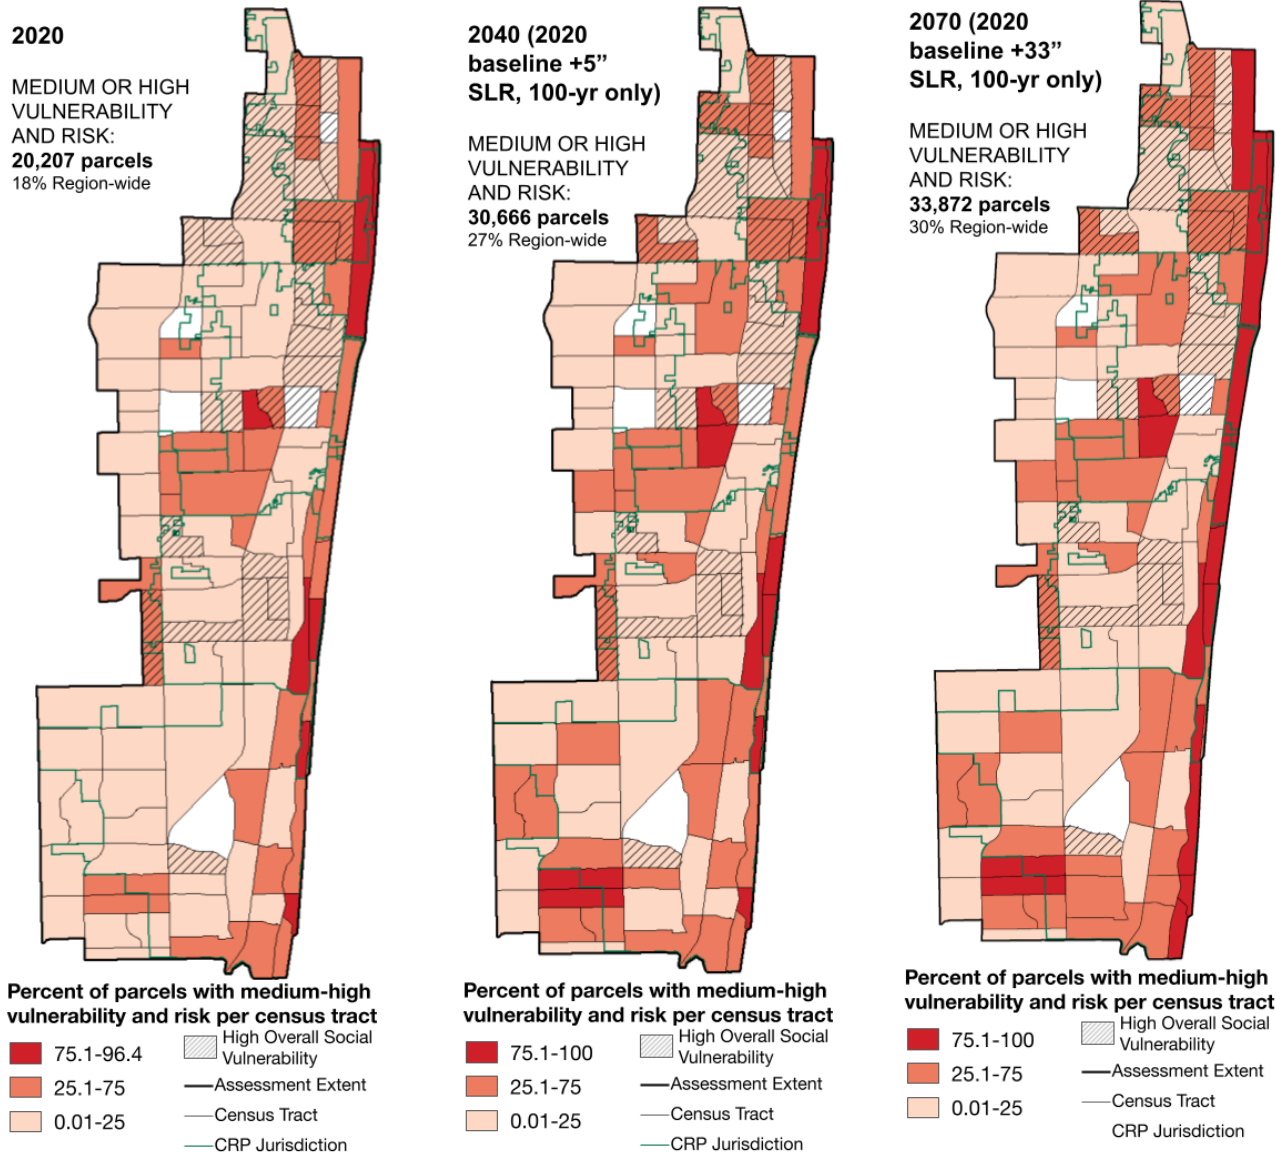 2020
MEDIUM OR HIGH
VULNERABILITY
AND RISK:
20,207 parcels
18% Region-wide
2040 (2020
baseline +5”
SLR, 100-yr only)
MEDIUM OR HIGH
VULNERABILITY
AND RISK:
30,666 parcels
27% Region-wide
2070 (2020
baseline +33”
SLR, 100-yr only)
MEDIUM OR HIGH
VULNERABILITY
AND RISK:
33,872 parcels
30% Region-wide
Percent of parcels with medium-high
vulnerability and risk per census tract
75.1-96.4
25.1-75
0.01-25
High Overall Social
Vulnerability
Assessment Extent
Census Tract
CRP Jurisdiction
Percent of parcels with medium-high
vulnerability and risk per census tract
75.1-100
25.1-75
0.01-25
High Overall Social
Vulnerability
Assessment Extent
Census Tract
CRP Jurisdiction
Percent of parcels with medium-high
vulnerability and risk per census tract
75.1-100
25.1-75
0.01-25
High Overall Social
Vulnerability
Assessment Extent
Census Tract
CRP Jurisdiction